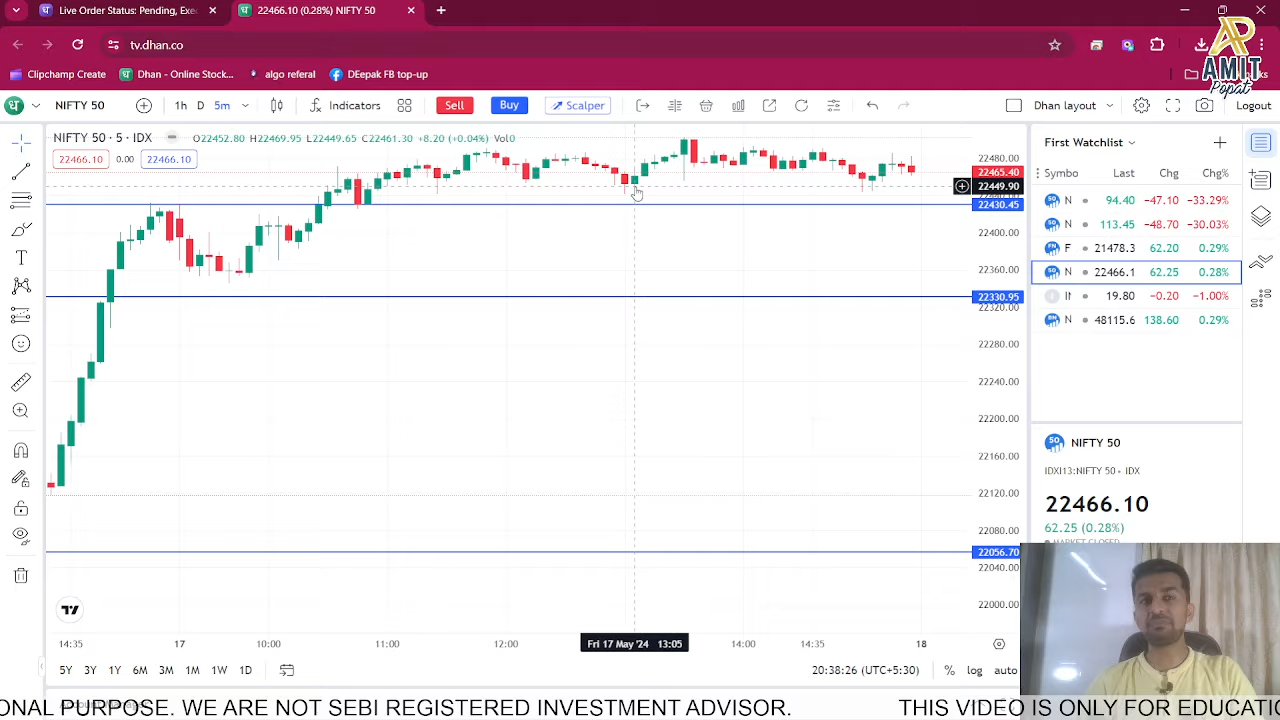 Live Order Status: Pending, Exe
22466.10 (0.28%) NIFTY 50
tv.dhan.co
Clipchamp Create
Dhan - Online Stock...
algo referal
DEepak FB top-up
AMIT
Popat
NIFTY 50
1h
D
5m
Indicators
Sell
Buy
Scalper
Dhan layout
Logout
NIFTY 50 · 5 · IDX
O22452.80 H22469.95 L22449.65 C22461.30 +8.20 (+0.04%) Vol0
22466.10
0.00
22466.10
22480.00
22465.40
22449.90
22430.45
22400.00
22360.00
22330.95
22320.00
22280.00
22240.00
22200.00
22160.00
22120.00
22080.00
22056.70
22040.00
22000.00
First Watchlist
Symbo Last Chg Chg%
N 94.40 -47.10 -33.29%
N 113.45 -48.70 -30.03%
F 21478.3 62.20 0.29%
N 22466.1 62.25 0.28%
19.80 -0.20 -1.00%
N 48115.6 138.60 0.29%
50 NIFTY 50
IDXI13:NIFTY 50 • IDX
22466.10
62.25 (0.28%)
MARKET CLOSED
14:35
17
10:00
11:00
12:00
Fri 17 May '24 13:05
14:00
14:35
18
5Y 3Y 1Y 6M 3M 1M 1W 1D
20:38:26 (UTC+5:30)
% log auto
ONAL PURPOSE. WE ARE NOT SEBI REGISTERED INVESTMENT ADVISOR. THIS VIDEO IS ONLY FOR EDUCATIO